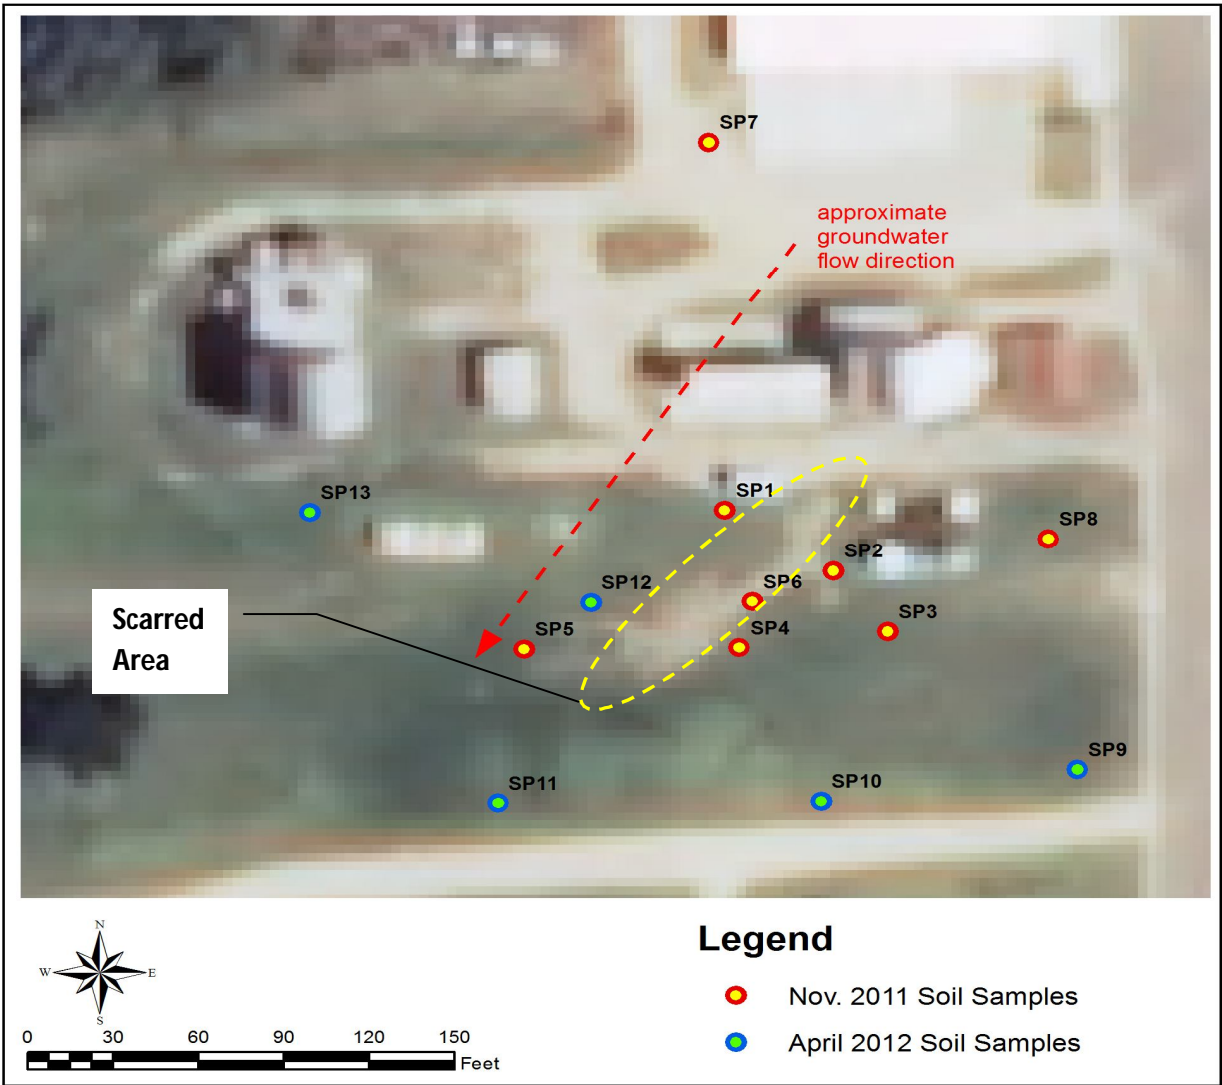 SP7
approximate
groundwater
flow direction
SP13
SP1
SP8
SP2
SP12
SP6
Scarred
Area
SP3
SP5
SP4
SP9
SP11
SP10
N
W
E
S
0 30 60 90 120 150
Feet
Legend
Nov. 2011 Soil Samples
April 2012 Soil Samples